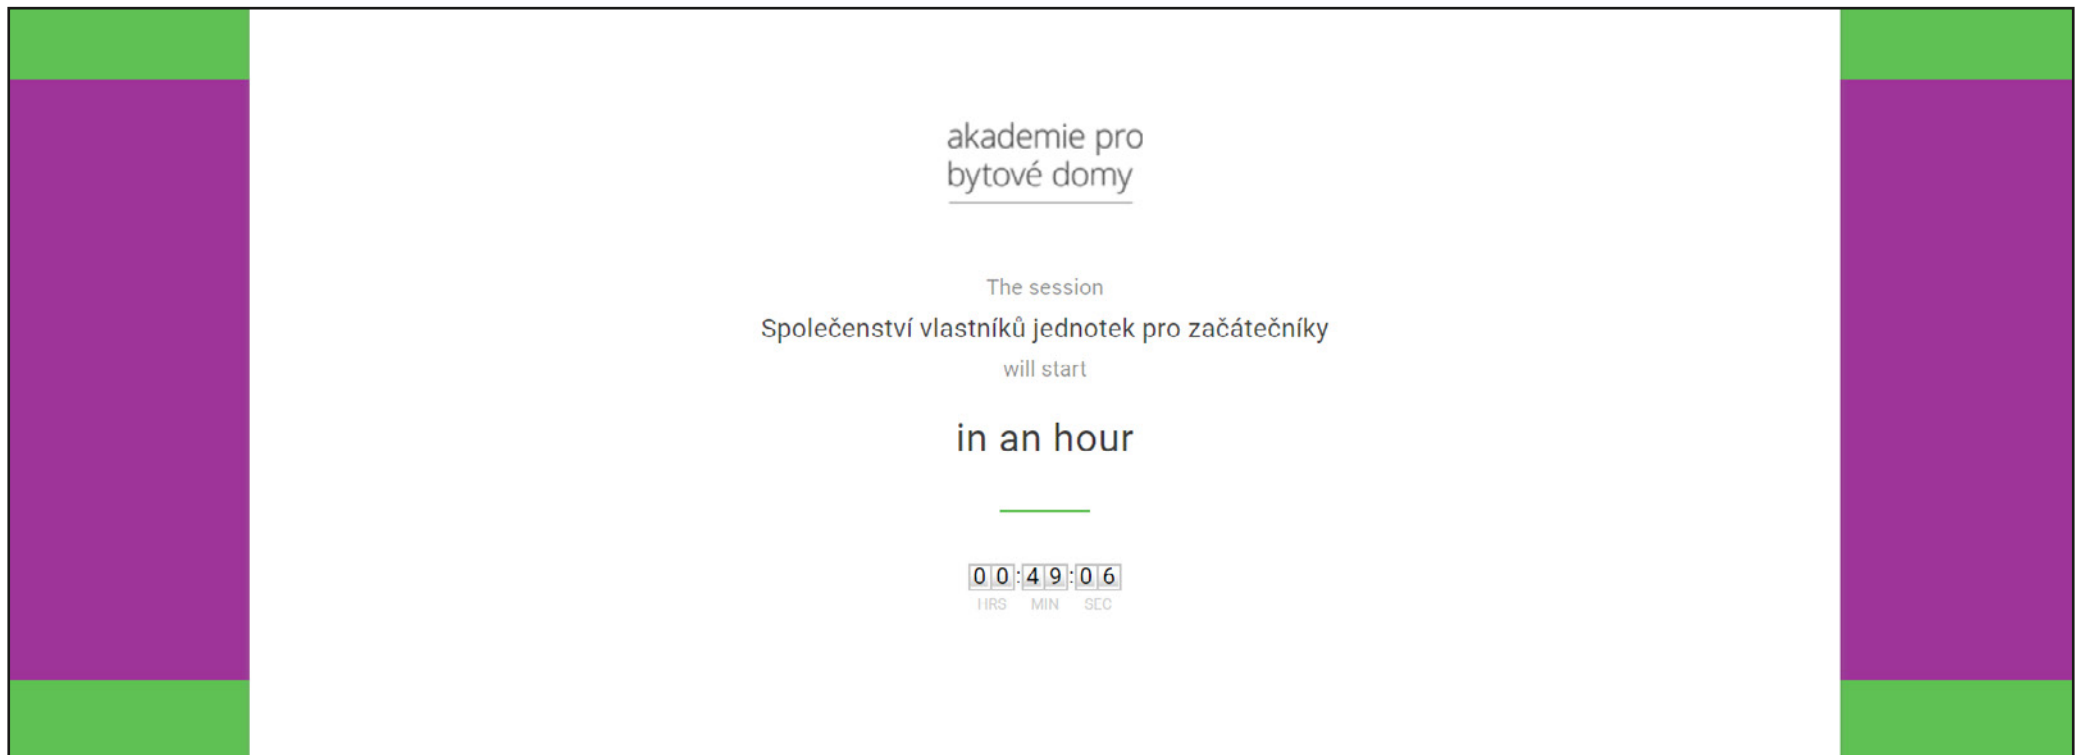 akademie pro
bytové domy
The session
Společenství vlastníků jednotek pro začátečníky
will start
in an hour
00:49:06
HRS MIN SEC